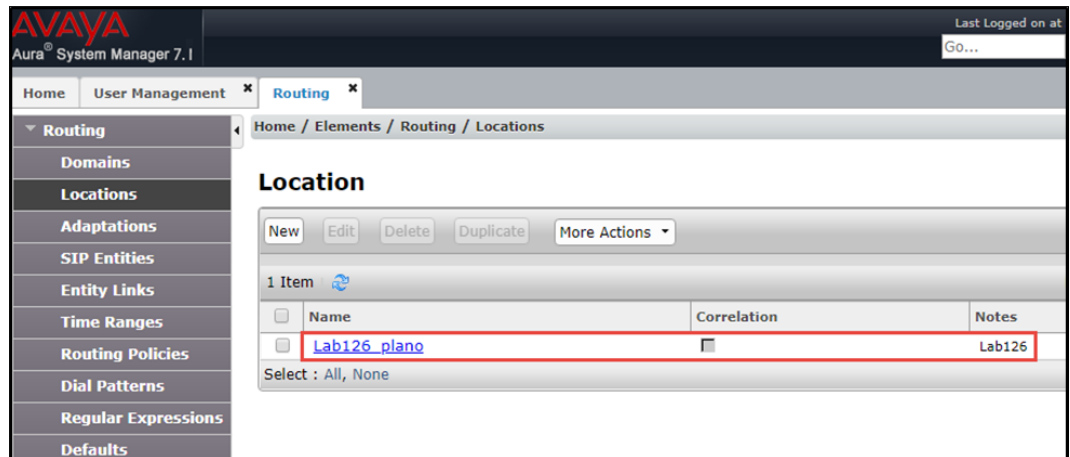 AVAYA
Last Logged on at
Aura® System Manager 7.1
Go...
Home User Management × Routing ×
Routing
Home / Elements / Routing / Locations
Domains
Locations
Location
Adaptations
New Edit Delete Duplicate More Actions
SIP Entities
Entity Links
1 Item
Time Ranges
Name Correlation Notes
Routing Policies
Lab126_plano Lab126
Dial Patterns
Select : All, None
Regular Expressions
Defaults